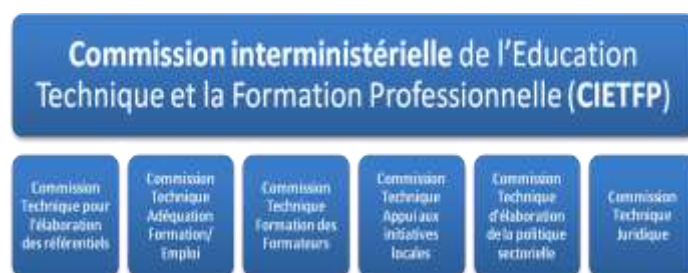 Commission interministérielle de l'Education
Technique et la Formation Professionnelle (CIETFP)
Commission
Technique pour
l'élaboration
des référentiels
Commission
Technique
Adéquation
Formation/
Emploi
Commission
Technique
Formation des
Formateurs
Commission
Technique
Appui aux
initiatives
locales
Commission
Technique
d'élaboration
de la politique
sectorielle
Commission
Technique
Juridique